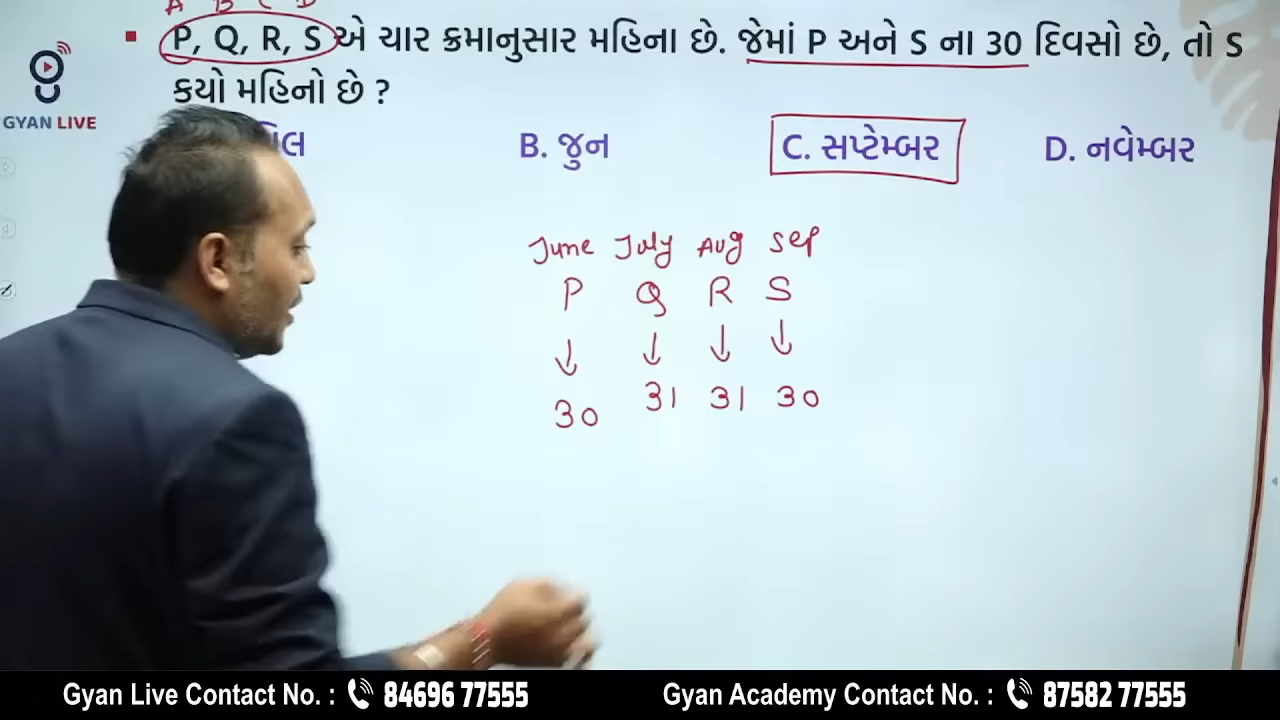 A B C D
P, Q, R, S એ ચાર ક્રમાનુસાર મહિના છે. જેમાં P અને S ના 30 દિવસો છે, તો S
કયો મહિનો છે ?
GYAN LIVE
B. જુન
C. સપ્ટેમ્બર
D. નવેમ્બર
June July Aug Sep
P Q R S
30 31 31 30
Gyan Live Contact No. : 84696 77555
Gyan Academy Contact No. : 87582 77555